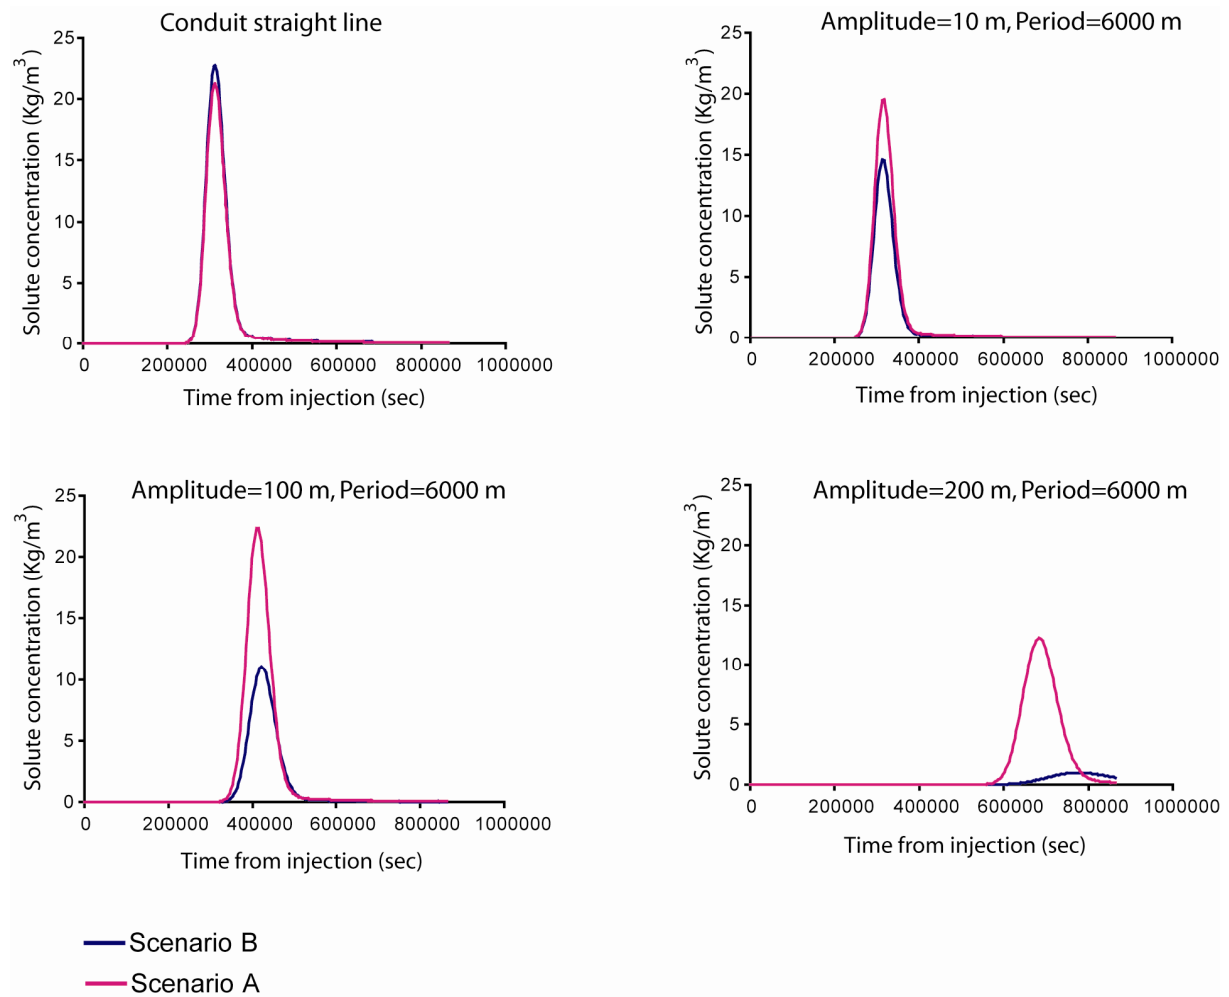 Conduit straight line
Solute concentration (Kg/m³)
25
20
15
10
5
0
0 200000 400000 600000 800000 1000000
Time from injection (sec)
Amplitude=10 m, Period=6000 m
Solute concentration (Kg/m³)
25
20
15
10
5
0
0 200000 400000 600000 800000 1000000
Time from injection (sec)
Amplitude=100 m, Period=6000 m
Solute concentration (Kg/m³)
25
20
15
10
5
0
0 200000 400000 600000 800000 1000000
Time from injection (sec)
Amplitude=200 m, Period=6000 m
Solute concentration (Kg/m³)
25
20
15
10
5
0
0 200000 400000 600000 800000 1000000
Time from injection (sec)
Scenario B
Scenario A